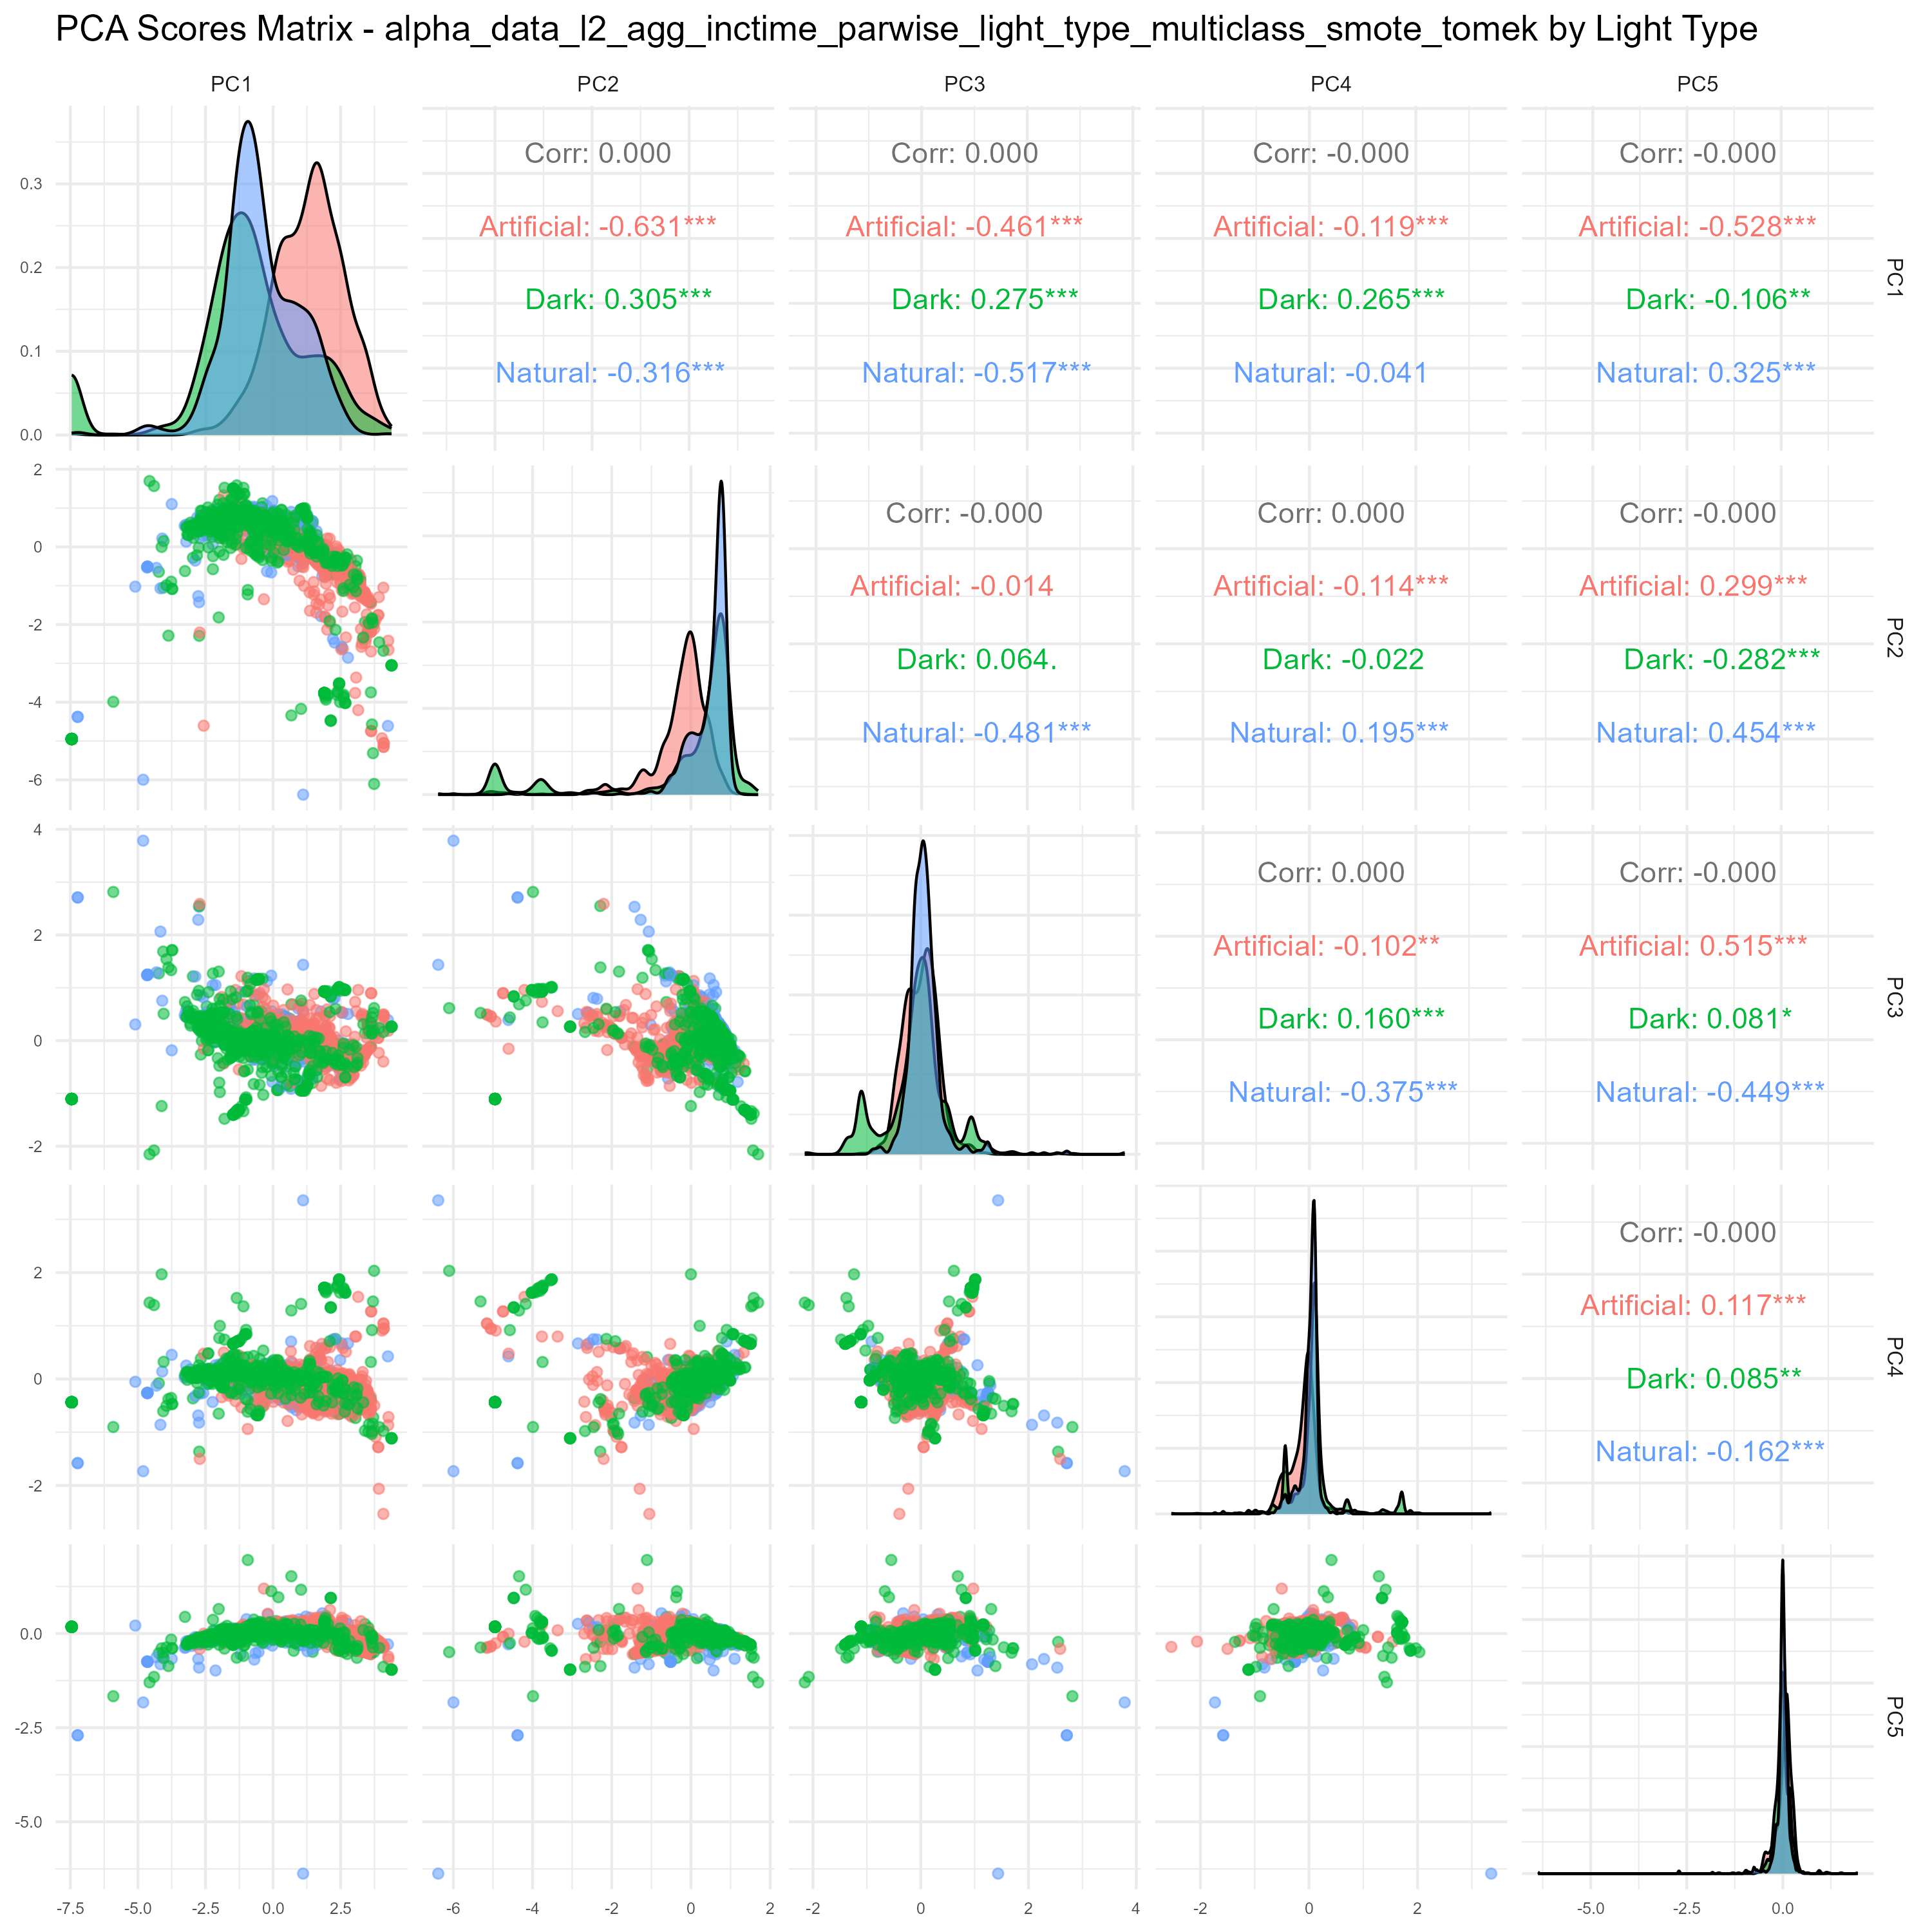 PCA Scores Matrix - alpha_data_l2_agg_inctime_parwise_light_type_multiclass_smote_tomek by Light Type
PC1 PC2 PC3 PC4 PC5
0.3
0.2
0.1
0.0
Corr: 0.000
Artificial: -0.631***
Dark: 0.305***
Natural: -0.316***
Corr: 0.000
Artificial: -0.461***
Dark: 0.275***
Natural: -0.517***
Corr: -0.000
Artificial: -0.119***
Dark: 0.265***
Natural: -0.041
Corr: -0.000
Artificial: -0.528***
Dark: -0.106**
Natural: 0.325***
PC1
2
0
-2
-4
-6
Corr: -0.000
Artificial: -0.014
Dark: 0.064.
Natural: -0.481***
Corr: 0.000
Artificial: -0.114***
Dark: -0.022
Natural: 0.195***
Corr: -0.000
Artificial: 0.299***
Dark: -0.282***
Natural: 0.454***
PC2
4
2
0
-2
Corr: 0.000
Artificial: -0.102**
Dark: 0.160***
Natural: -0.375***
Corr: -0.000
Artificial: 0.515***
Dark: 0.081*
Natural: -0.449***
PC3
2
0
-2
Corr: -0.000
Artificial: 0.117***
Dark: 0.085**
Natural: -0.162***
PC4
0.0
-2.5
-5.0
PC5
-7.5 -5.0 -2.5 0.0 2.5
-6 -4 -2 0 2
-2 0 2 4
-2 0 2
-5.0 -2.5 0.0